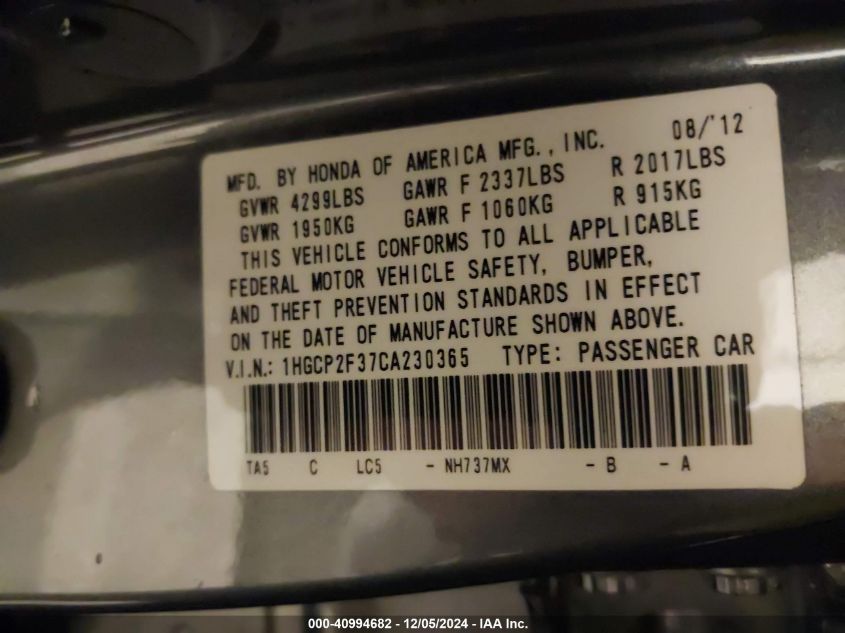 MFD. BY HONDA OF AMERICA MFG., INC. 08/'12
GVWR 4299LBS GAWR F 2337LBS R 2017LBS
GVWR 1950KG GAWR F 1060KG R 915KG
THIS VEHICLE CONFORMS TO ALL APPLICABLE
FEDERAL MOTOR VEHICLE SAFETY, BUMPER,
AND THEFT PREVENTION STANDARDS IN EFFECT
ON THE DATE OF MANUFACTURE SHOWN ABOVE.
V.I.N.: 1HGCP2F37CA230365 TYPE: PASSENGER CAR
TA5 C LC5 - NH737MX - B - A
000-40994682 - 12/05/2024 - IAA Inc.